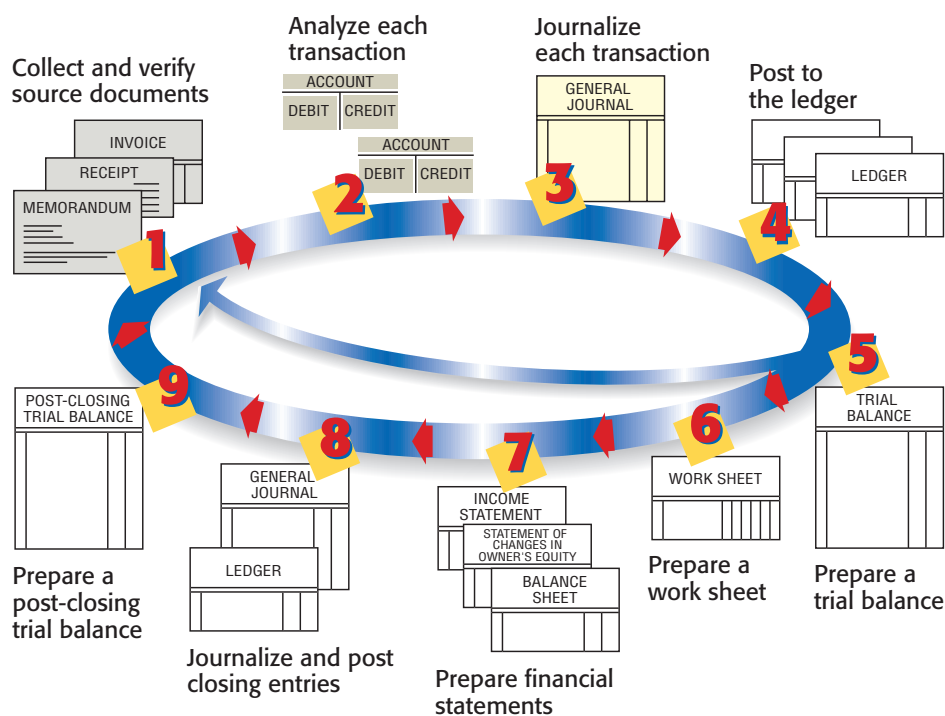 Collect and verify
source documents
INVOICE
RECEIPT
MEMORANDUM
1
Analyze each
transaction
ACCOUNT
DEBIT CREDIT
ACCOUNT
DEBIT CREDIT
2
Journalize
each transaction
GENERAL
JOURNAL
3
Post to
the ledger
LEDGER
4
5
TRIAL
BALANCE
Prepare a
trial balance
6
WORK SHEET
Prepare a
work sheet
7
INCOME
STATEMENT
STATEMENT OF
CHANGES IN
OWNER'S EQUITY
BALANCE
SHEET
Prepare financial
statements
8
GENERAL
JOURNAL
LEDGER
Journalize and post
closing entries
9
POST-CLOSING
TRIAL BALANCE
Prepare a
post-closing
trial balance